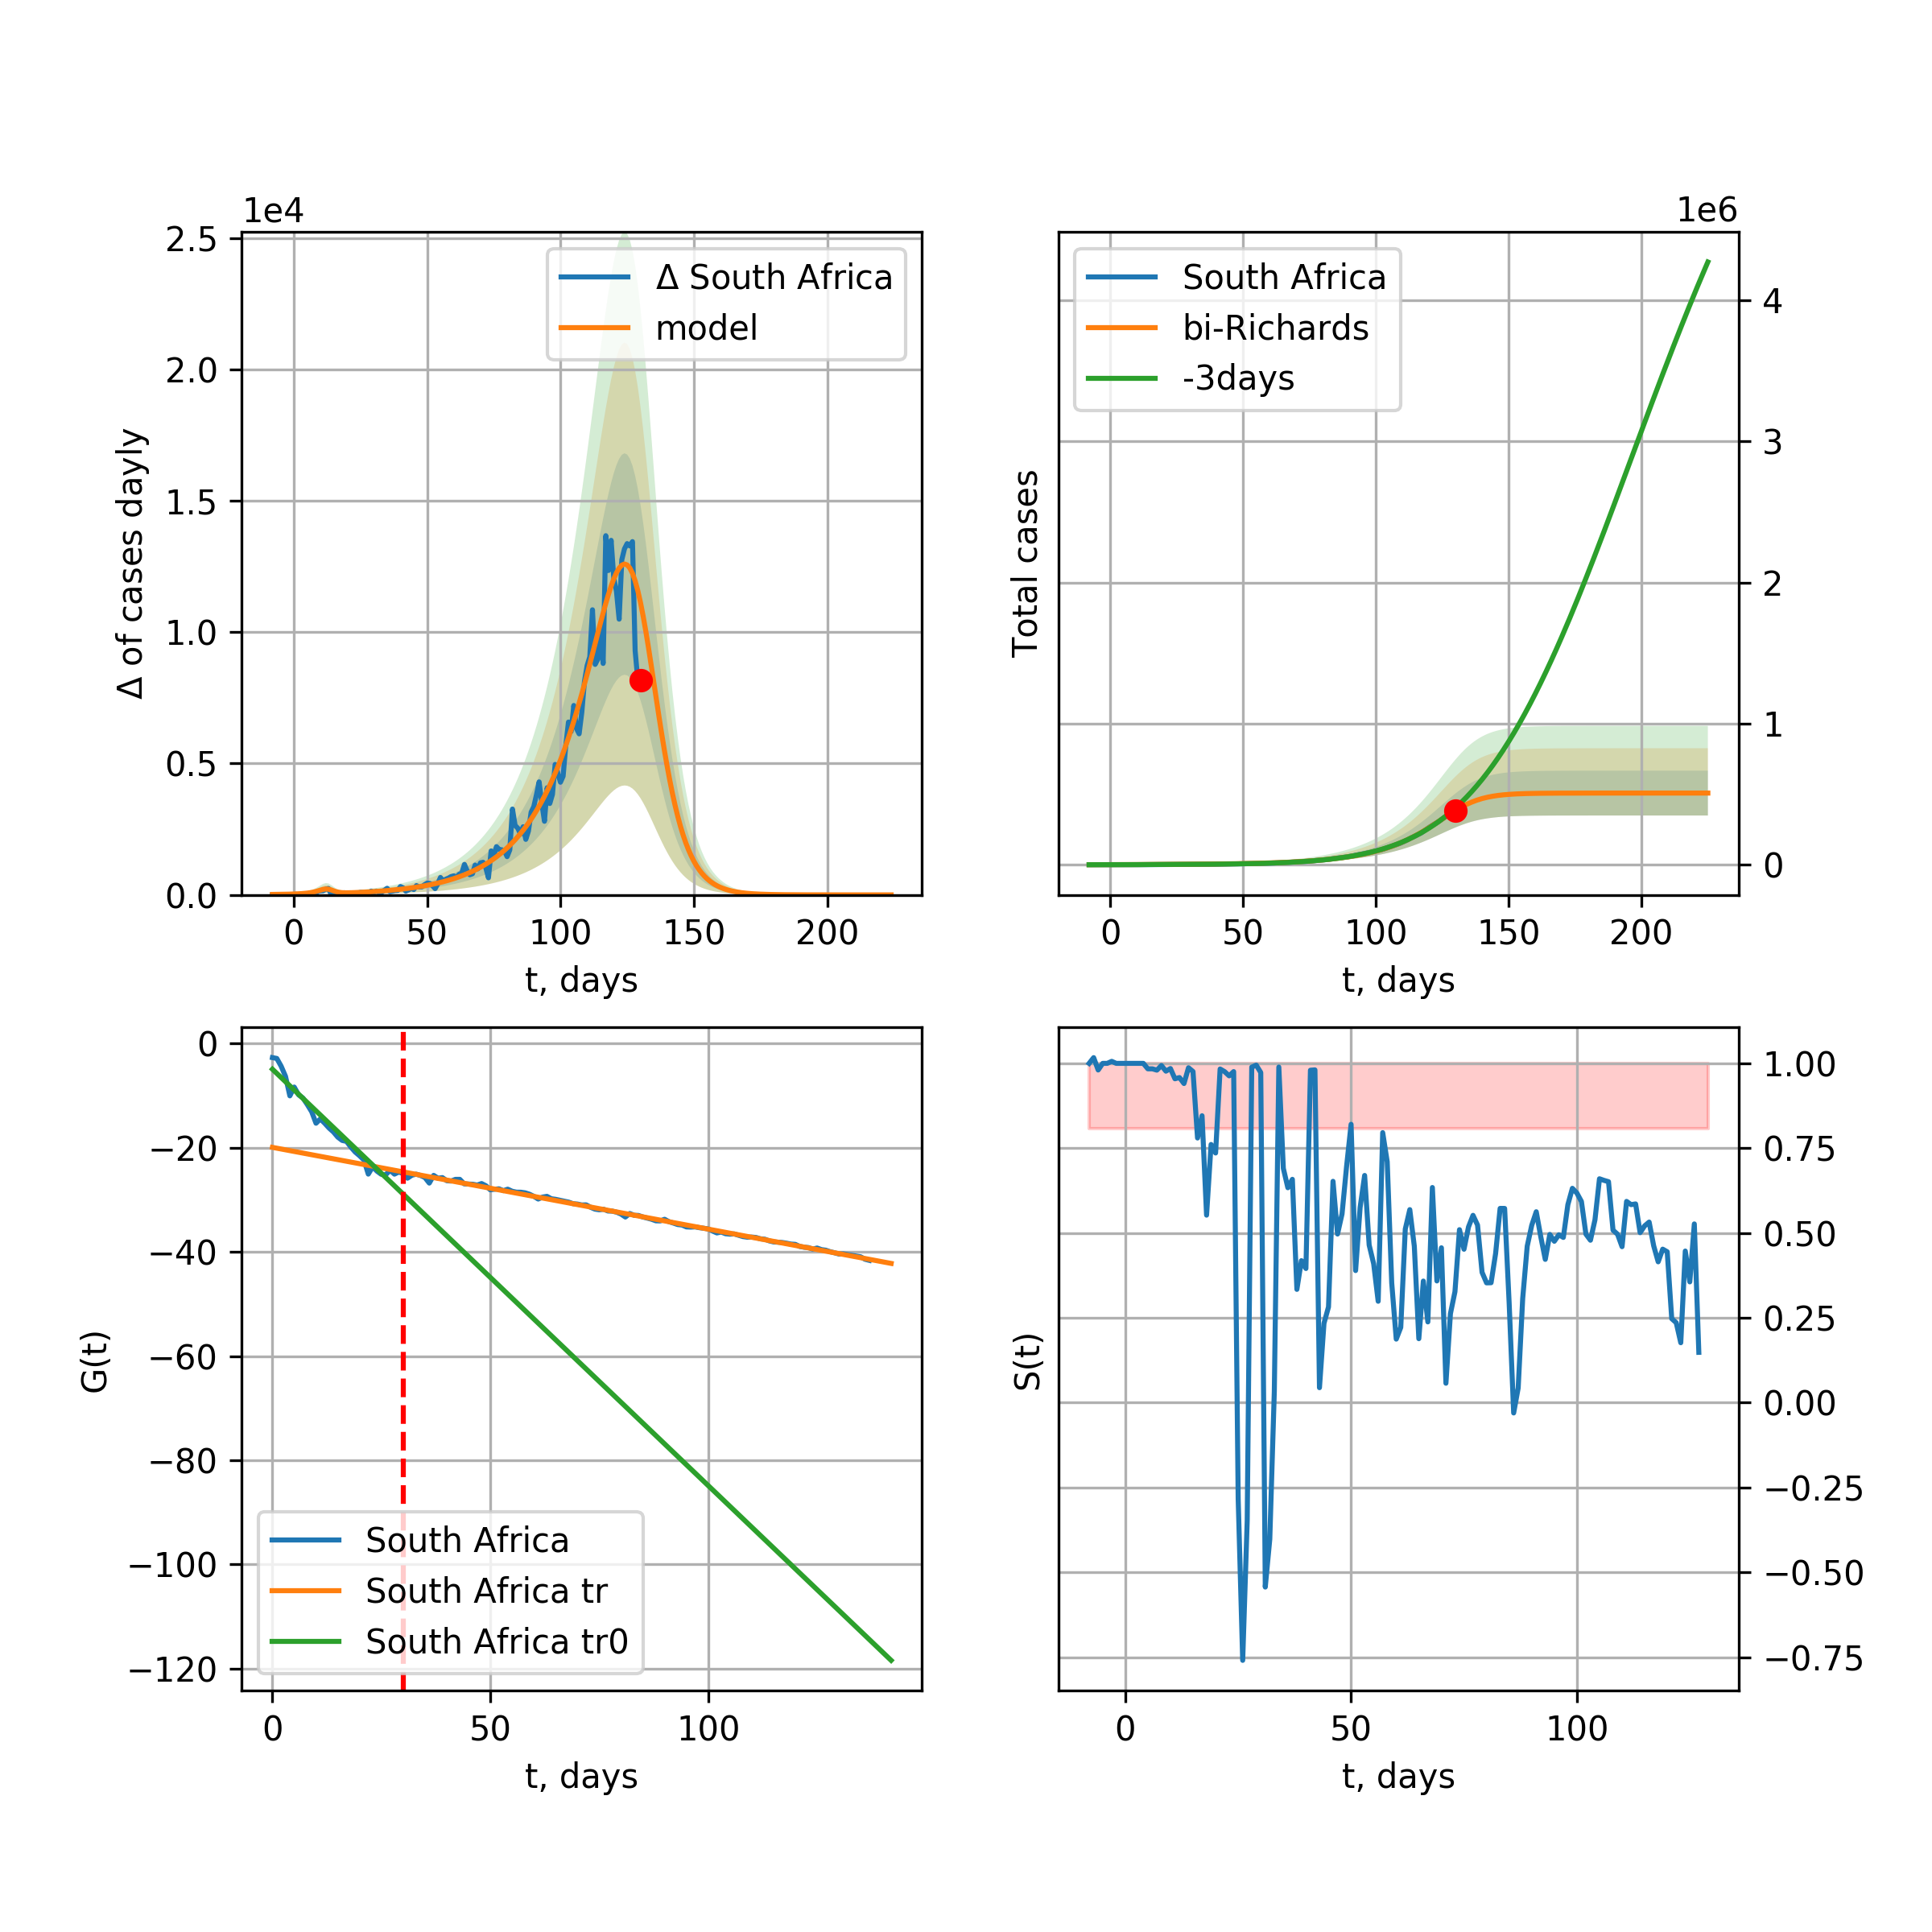 1e4
2.5
2.0
1.5
1.0
0.5
0.0
Δ of cases dayly
Δ South Africa
model
0 50 100 150 200
t, days
1e6
South Africa
bi-Richards
-3days
Total cases
4
3
2
1
0
0 50 100 150 200
t, days
0
−20
−40
−60
−80
−100
−120
G(t)
South Africa
South Africa tr
South Africa tr0
0 50 100
t, days
S(t)
1.00
0.75
0.50
0.25
0.00
−0.25
−0.50
−0.75
0 50 100
t, days